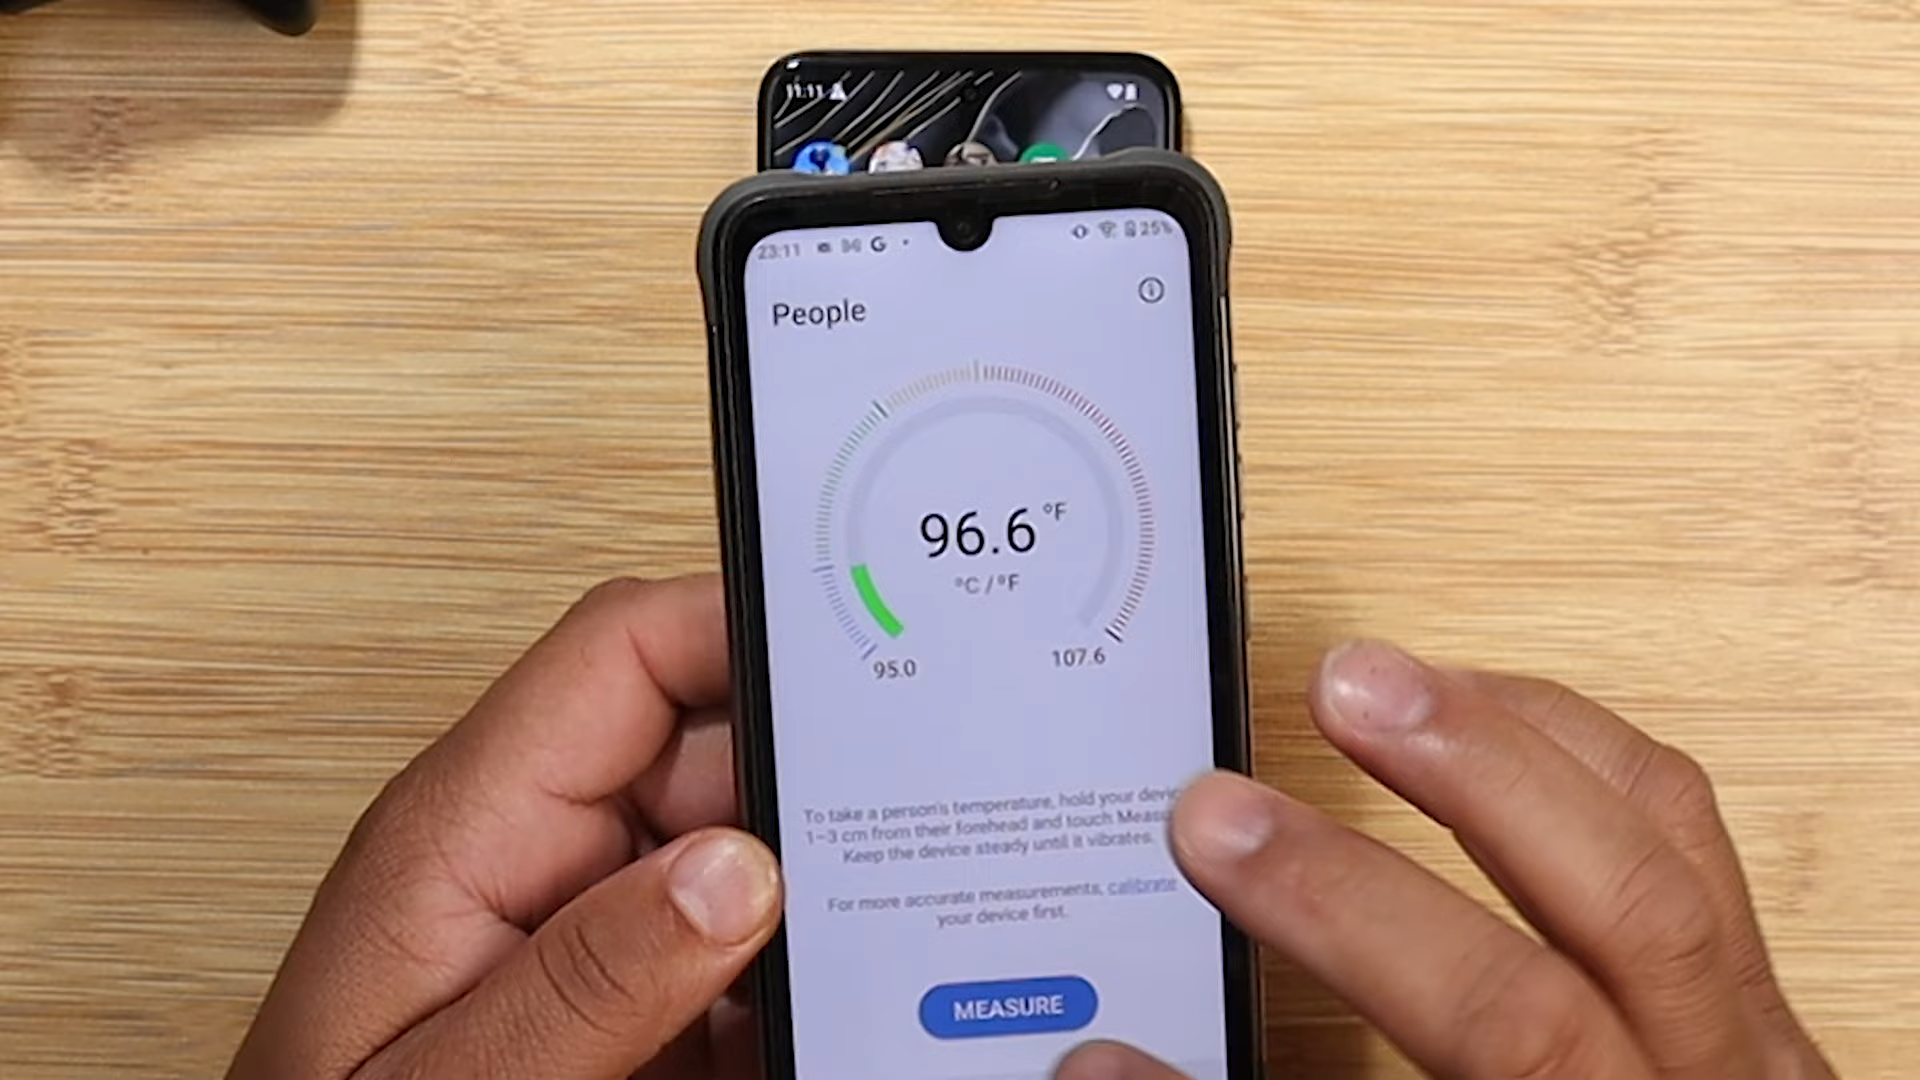 11:11
23:11 G 25%
People
96.6 °F
°C / °F
95.0 107.6
To take a person's temperature, hold your
1-3 cm from their forehead and touch
Keep the device steady until it vibrates.
For more accurate measurements, calibrate
your device first.
MEASURE